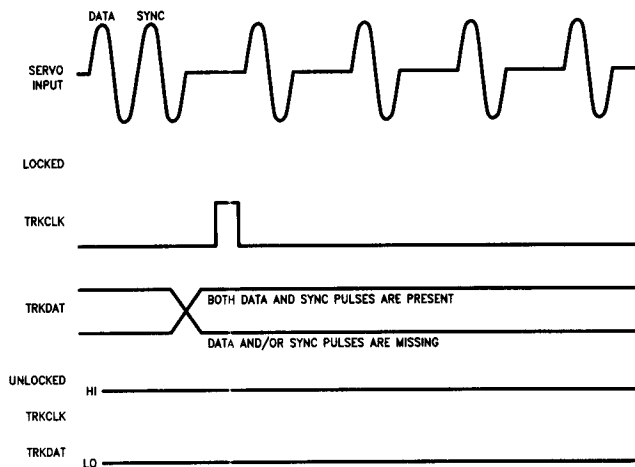 DATA SYNC
SERVO
INPUT
LOCKED
TRKCLK
TRKDAT
BOTH DATA AND SYNC PULSES ARE PRESENT
DATA AND/OR SYNC PULSES ARE MISSING
UNLOCKED
HI
TRKCLK
TRKDAT
LO